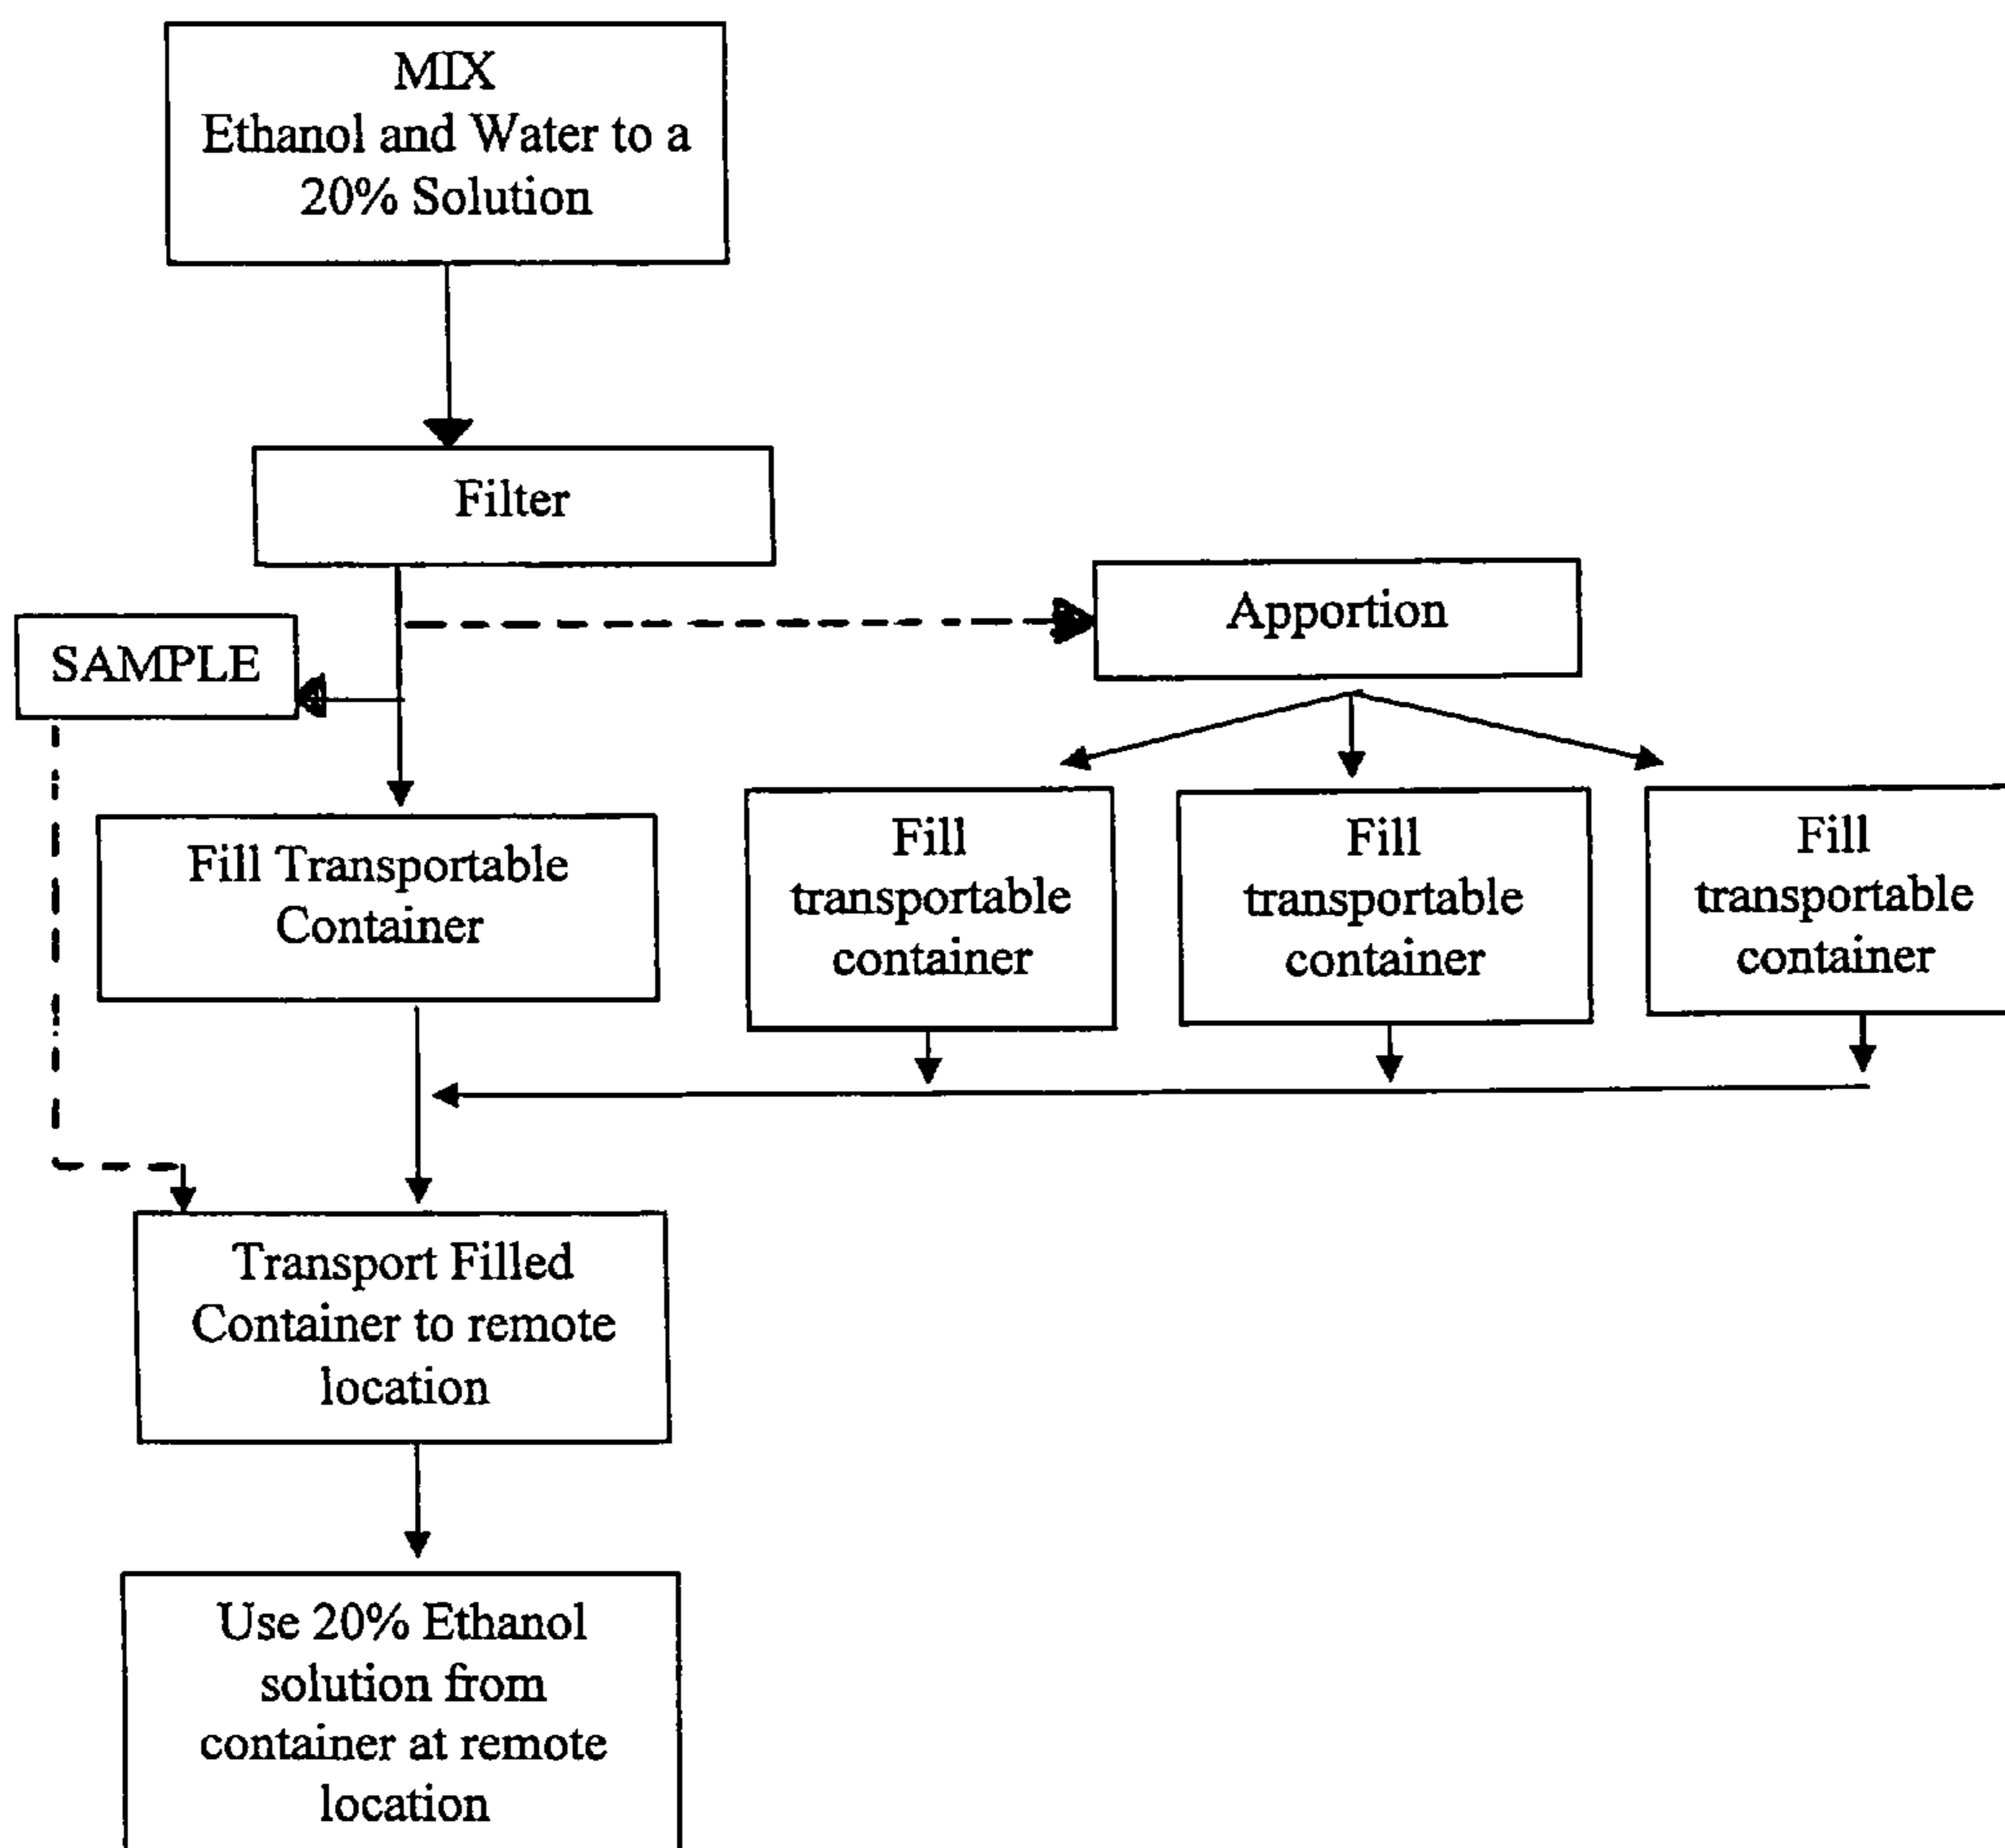 MIX
Ethanol and Water to a
20% Solution
Filter
Apportion
SAMPLE
Fill Transportable
Container
Fill
transportable
container
Fill
transportable
container
Fill
transportable
container
Transport Filled
Container to remote
location
Use 20% Ethanol
solution from
container at remote
location